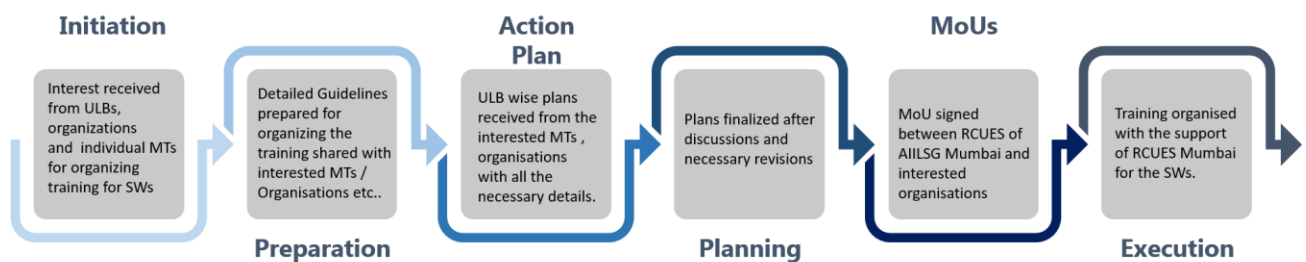 Initiation
Interest received
from ULBs,
organizations
and individual MTs
for organizing
training for SWs
Detailed Guidelines
prepared for
organizing the
training shared with
interested MTs /
Organisations etc..
Preparation
Action
Plan
ULB wise plans
received from the
interested MTs ,
organisations
with all the
necessary details.
Plans finalized after
discussions and
necessary revisions
Planning
MoUs
MoU signed
between RCUES of
AIILSG Mumbai and
interested
organisations
Training organised
with the support
of RCUES Mumbai
for the SWs.
Execution